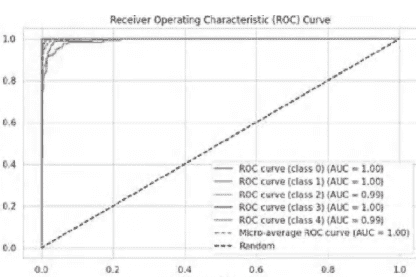 Receiver Operating Characteristic (ROC) Curve
1.0
0.8
0.6
0.4
0.2
0.0
ROC curve (class 0) (AUC = 1.00)
ROC curve (class 1) (AUC = 1.00)
ROC curve (class 2) (AUC = 0.99)
ROC curve (class 3) (AUC = 1.00)
ROC curve (class 4) (AUC = 0.99)
Micro-average ROC curve (AUC = 1.00)
Random
0.0 0.2 0.4 0.6 0.8 1.0